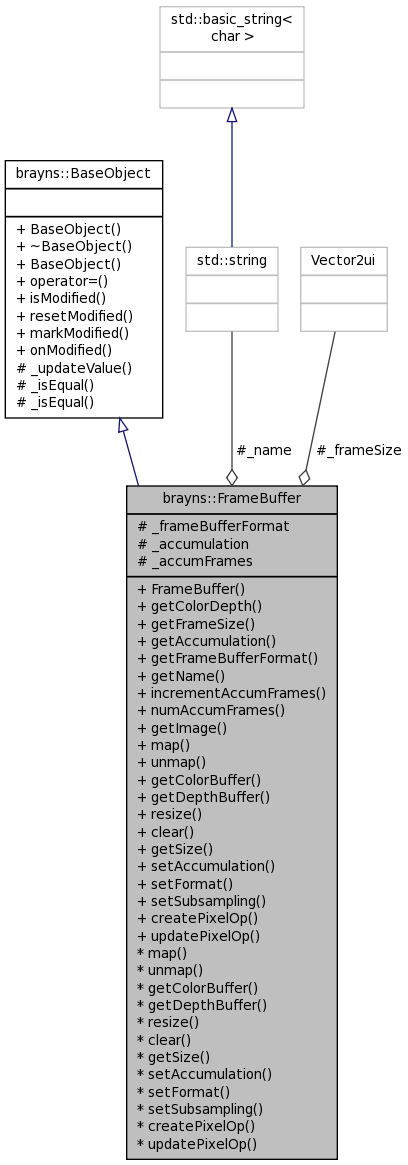 std::basic_string<
char >
brayns::BaseObject
+ BaseObject()
+ ~BaseObject()
+ BaseObject()
+ operator=()
+ isModified()
+ resetModified()
+ markModified()
+ onModified()
# _updateValue()
# _isEqual()
# _isEqual()
std::string
Vector2ui
#_name
#_frameSize
brayns::FrameBuffer
# _frameBufferFormat
# _accumulation
# _accumFrames
+ FrameBuffer()
+ getColorDepth()
+ getFrameSize()
+ getAccumulation()
+ getFrameBufferFormat()
+ getName()
+ incrementAccumFrames()
+ numAccumFrames()
+ getImage()
+ map()
+ unmap()
+ getColorBuffer()
+ getDepthBuffer()
+ resize()
+ clear()
+ getSize()
+ setAccumulation()
+ setFormat()
+ setSubsampling()
+ createPixelOp()
+ updatePixelOp()
* map()
* unmap()
* getColorBuffer()
* getDepthBuffer()
* resize()
* clear()
* getSize()
* setAccumulation()
* setFormat()
* setSubsampling()
* createPixelOp()
* updatePixelOp()